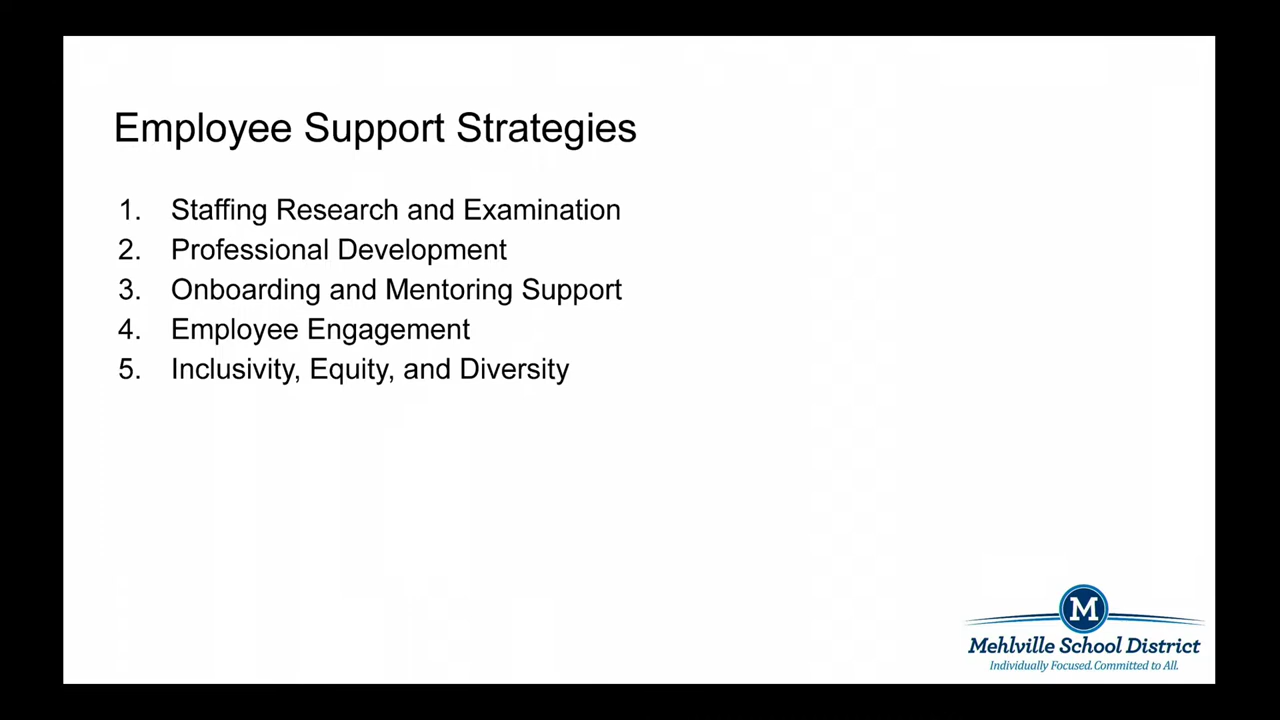 Employee Support Strategies
1. Staffing Research and Examination
2. Professional Development
3. Onboarding and Mentoring Support
4. Employee Engagement
5. Inclusivity, Equity, and Diversity
M
Mehlville School District
Individually Focused. Committed to All.